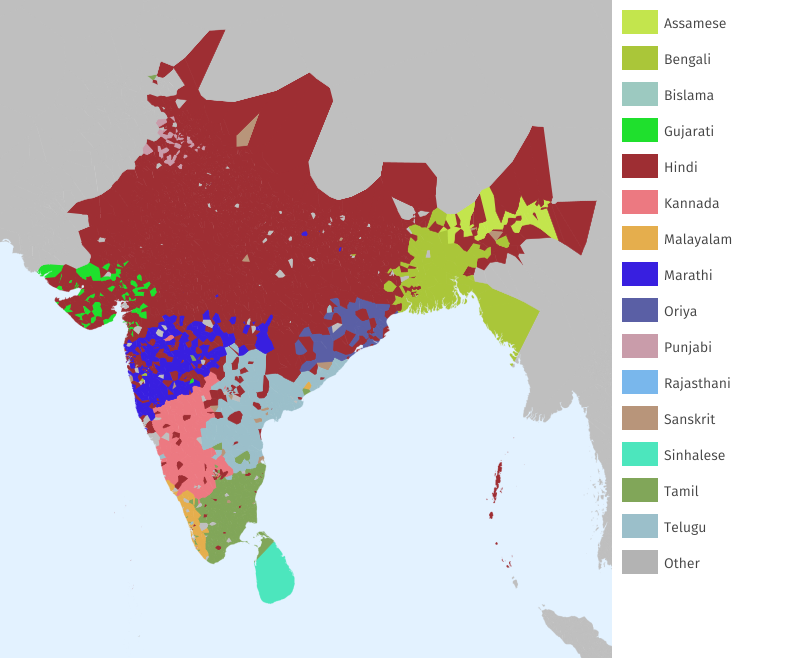 Assamese
Bengali
Bislama
Gujarati
Hindi
Kannada
Malayalam
Marathi
Oriya
Punjabi
Rajasthani
Sanskrit
Sinhalese
Tamil
Telugu
Other